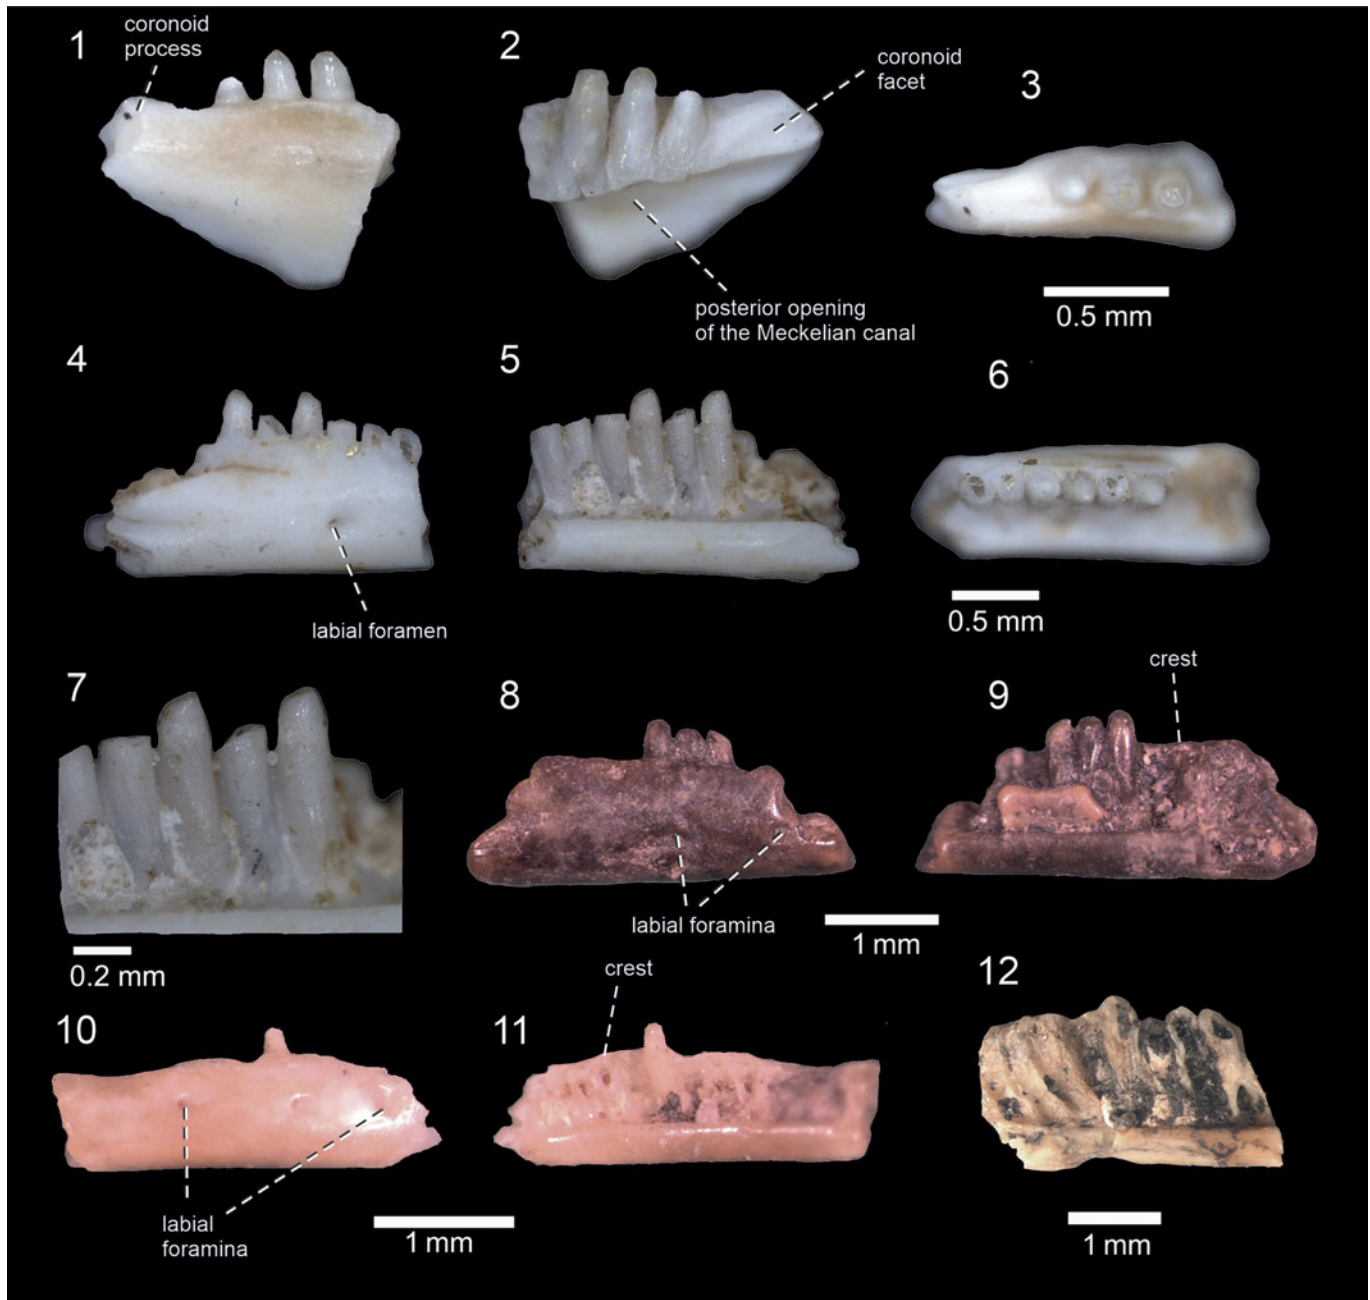 1
coronoid
process
2
coronoid
facet
3
posterior opening
of the Meckelian canal
0.5 mm
4
labial foramen
5
6
0.5 mm
7
0.2 mm
8
labial foramina
crest
9
1 mm
10
labial
foramina
crest
11
1 mm
12
1 mm